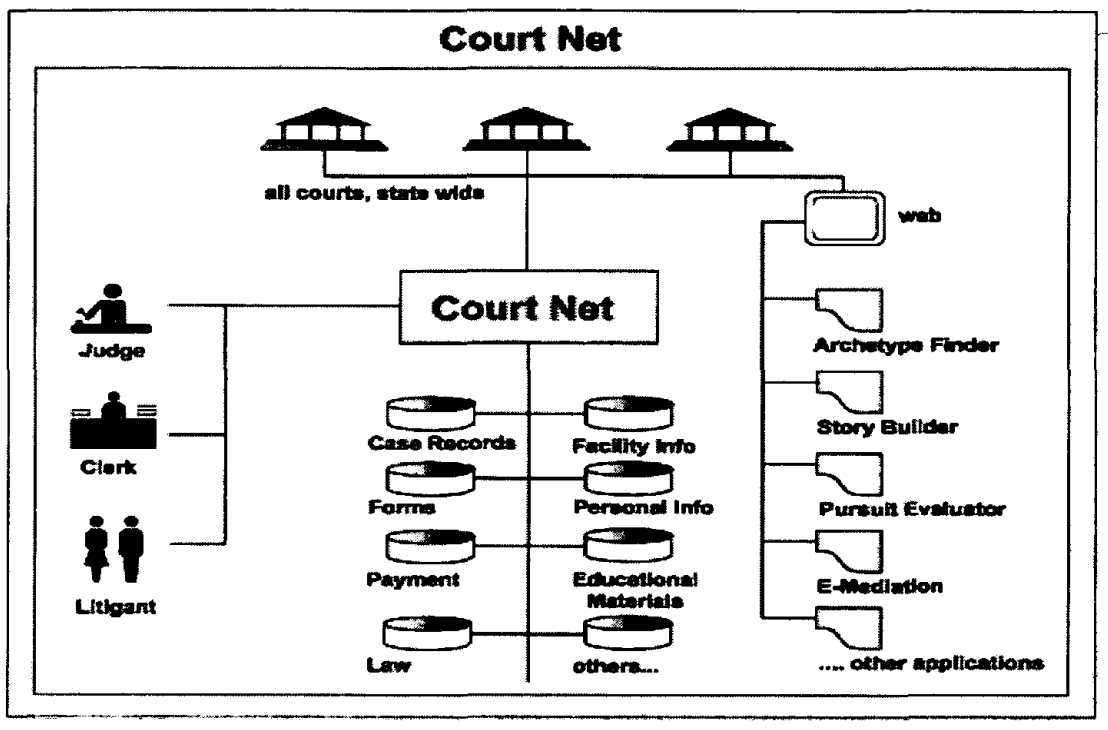 Court Net
all courts, state wide
web
Court Net
Judge
Clerk
Litigant
Case Records
Facility Info
Forms
Personal Info
Payment
Educational
Materials
Law
others...
Archetype Finder
Story Builder
Pursuit Evaluator
E-Mediation
.... other applications